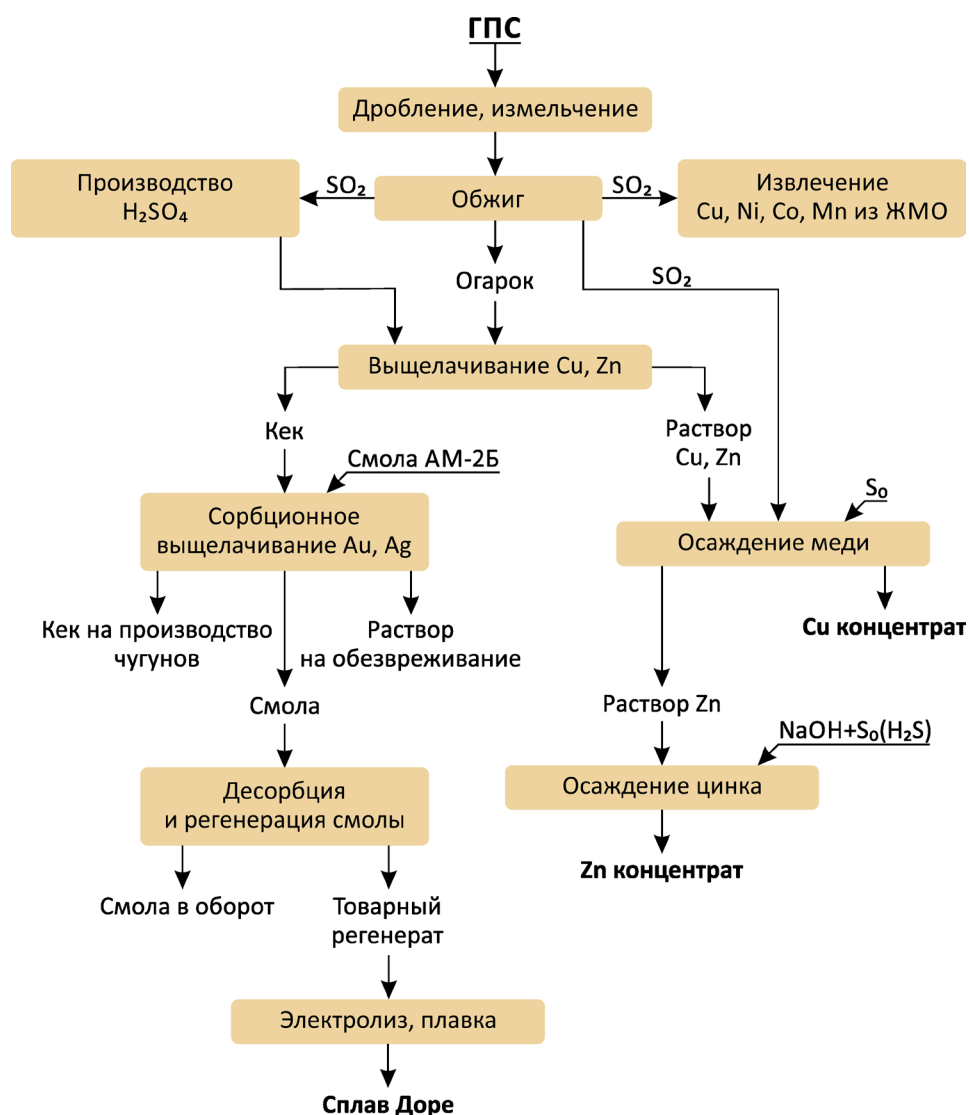 ГПС
Дробление, измельчение
Производство
H₂SO₄
SO₂
Обжиг
SO₂
Извлечение
Cu, Ni, Co, Mn из ЖМО
Огарок
SO₂
Выщелачивание Cu, Zn
Кек
Раствор
Cu, Zn
Смола АМ-2Б
S₀
Сорбционное
выщелачивание Au, Ag
Осаждение меди
Кек на производство
чугунов
Раствор
на обезвреживание
Cu концентрат
Смола
Раствор Zn
NaOH+S₀(H₂S)
Десорбция
и регенерация смолы
Осаждение цинка
Zn концентрат
Смола в оборот
Товарный
регенерат
Электролиз, плавка
Сплав Доре